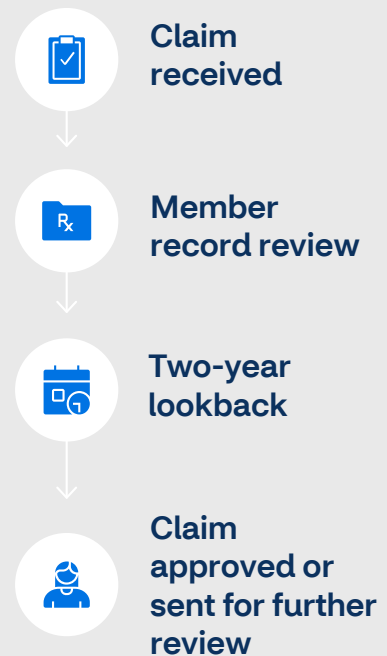 Claim
received
Rx
Member
record review
Two-year
lookback
Claim
approved or
sent for further
review